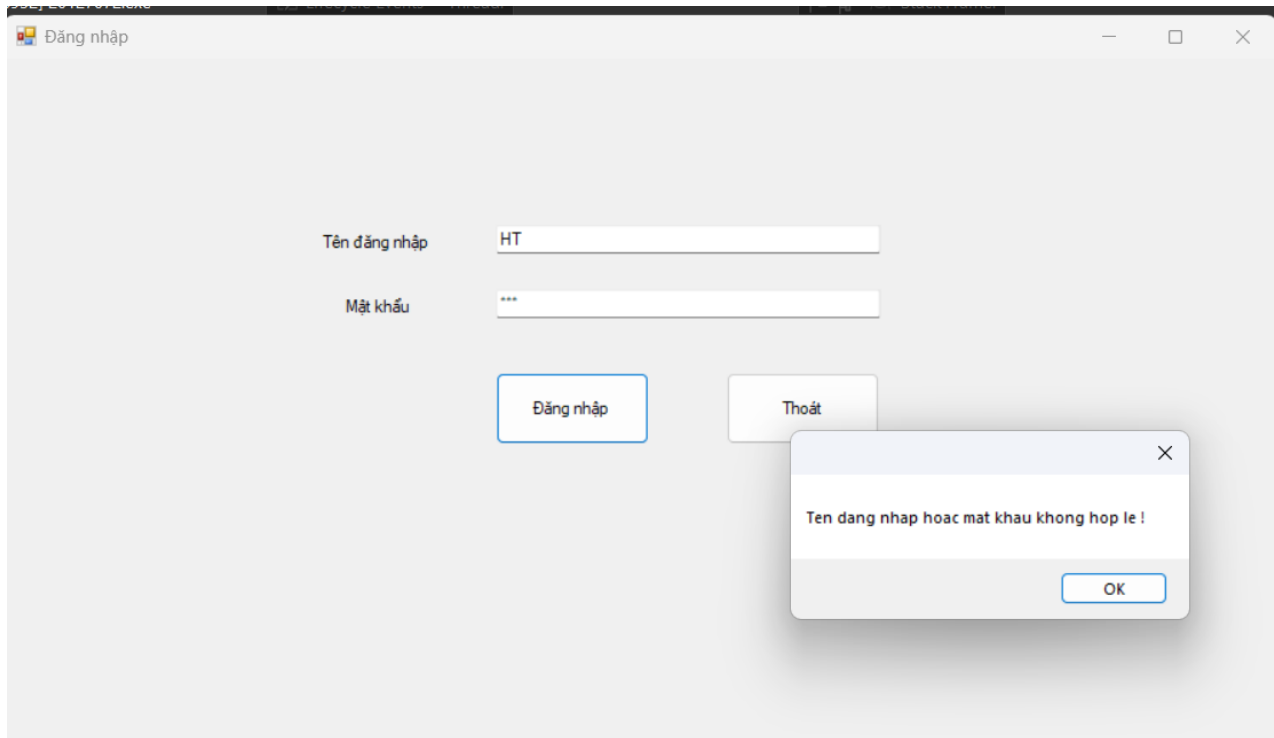 Đăng nhập
Tên đăng nhập
HT
Mật khẩu
***
Đăng nhập
Thoát
Ten dang nhap hoac mat khau khong hop le !
OK